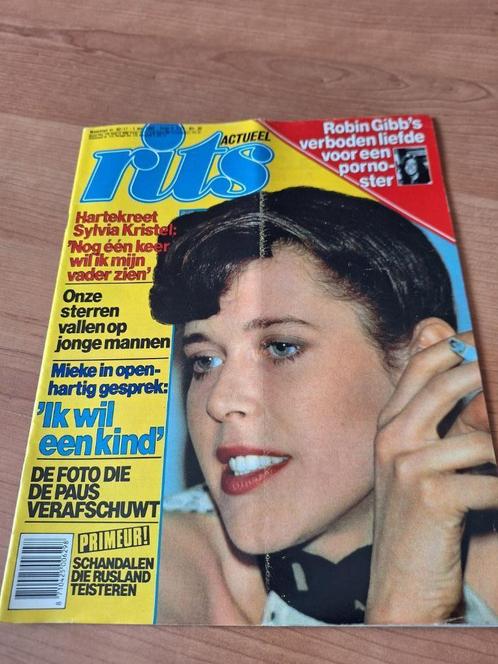 rits
ACTUEEL
Robin Gibb's
verboden liefde
voor een
porno-
ster
Hartekreet
Sylvia Kristel:
'Nog één keer
wil ik mijn
vader zien'
Onze
sterren
vallen op
jonge mannen
Mieke in open-
hartig gesprek:
'Ik wil
een kind'
DE FOTO DIE
DE PAUS
VERAFSCHUWT
PRIMEUR!
SCHANDALEN
DIE RUSLAND
TEISTEREN